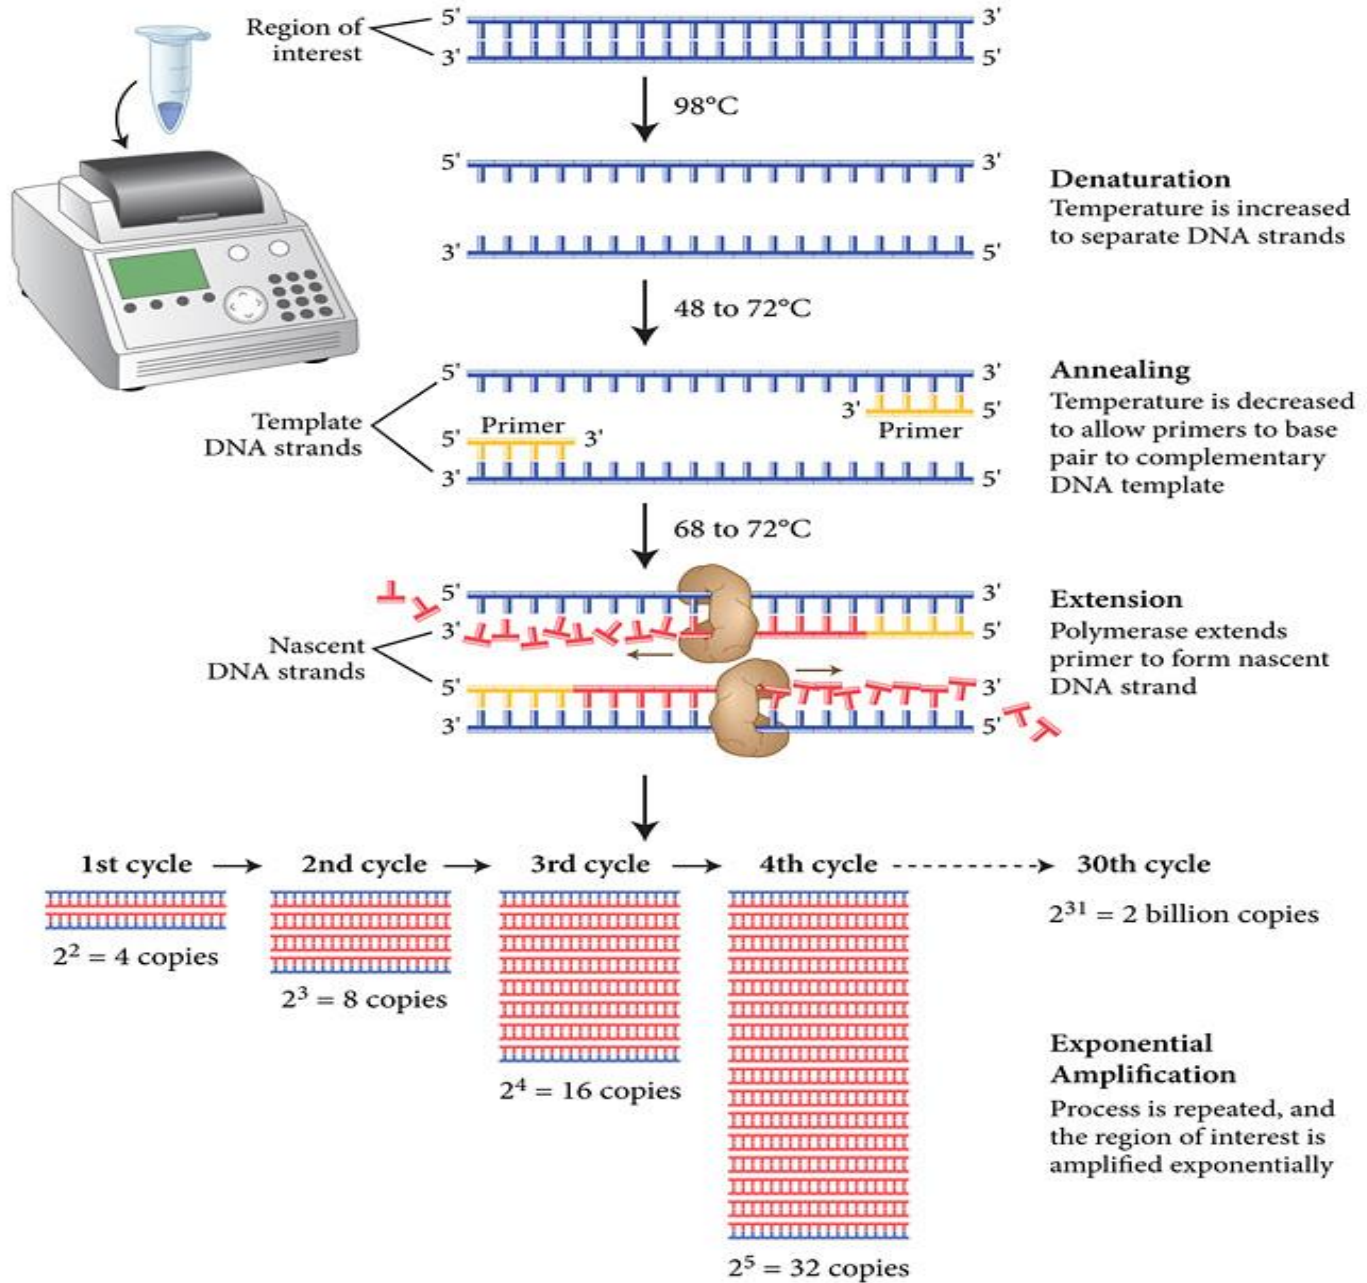 Region of
interest
5'
3'
3'
5'
98°C
5'
3'
3'
5'
Denaturation
Temperature is increased
to separate DNA strands
48 to 72°C
Template
DNA strands
5'
3'
3'
5'
Primer
5'
Primer
3'
3'
5'
Annealing
Temperature is decreased
to allow primers to base
pair to complementary
DNA template
68 to 72°C
Nascent
DNA strands
5'
3'
3'
5'
5'
3'
3'
5'
Extension
Polymerase extends
primer to form nascent
DNA strand
1st cycle
2nd cycle
3rd cycle
4th cycle
30th cycle
2² = 4 copies
2³ = 8 copies
2⁴ = 16 copies
2⁵ = 32 copies
2³¹ = 2 billion copies
Exponential
Amplification
Process is repeated, and
the region of interest is
amplified exponentially